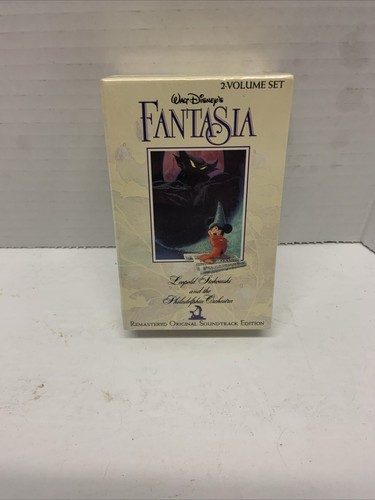 2-VOLUME SET
WALT DISNEY'S
FANTASIA
Leopold Stokowski
and the
Philadelphia Orchestra
REMASTERED ORIGINAL SOUNDTRACK EDITION